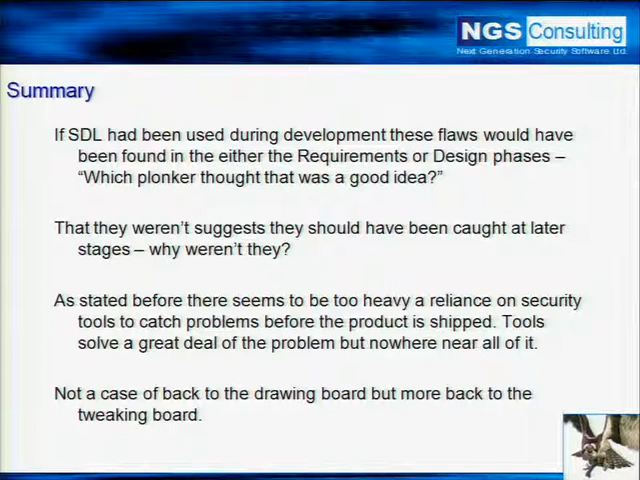 NGS Consulting
Next Generation Security Software Ltd.
Summary
If SDL had been used during development these flaws would have
been found in the either the Requirements or Design phases –
“Which plonker thought that was a good idea?”
That they weren’t suggests they should have been caught at later
stages – why weren’t they?
As stated before there seems to be too heavy a reliance on security
tools to catch problems before the product is shipped. Tools
solve a great deal of the problem but nowhere near all of it.
Not a case of back to the drawing board but more back to the
tweaking board.